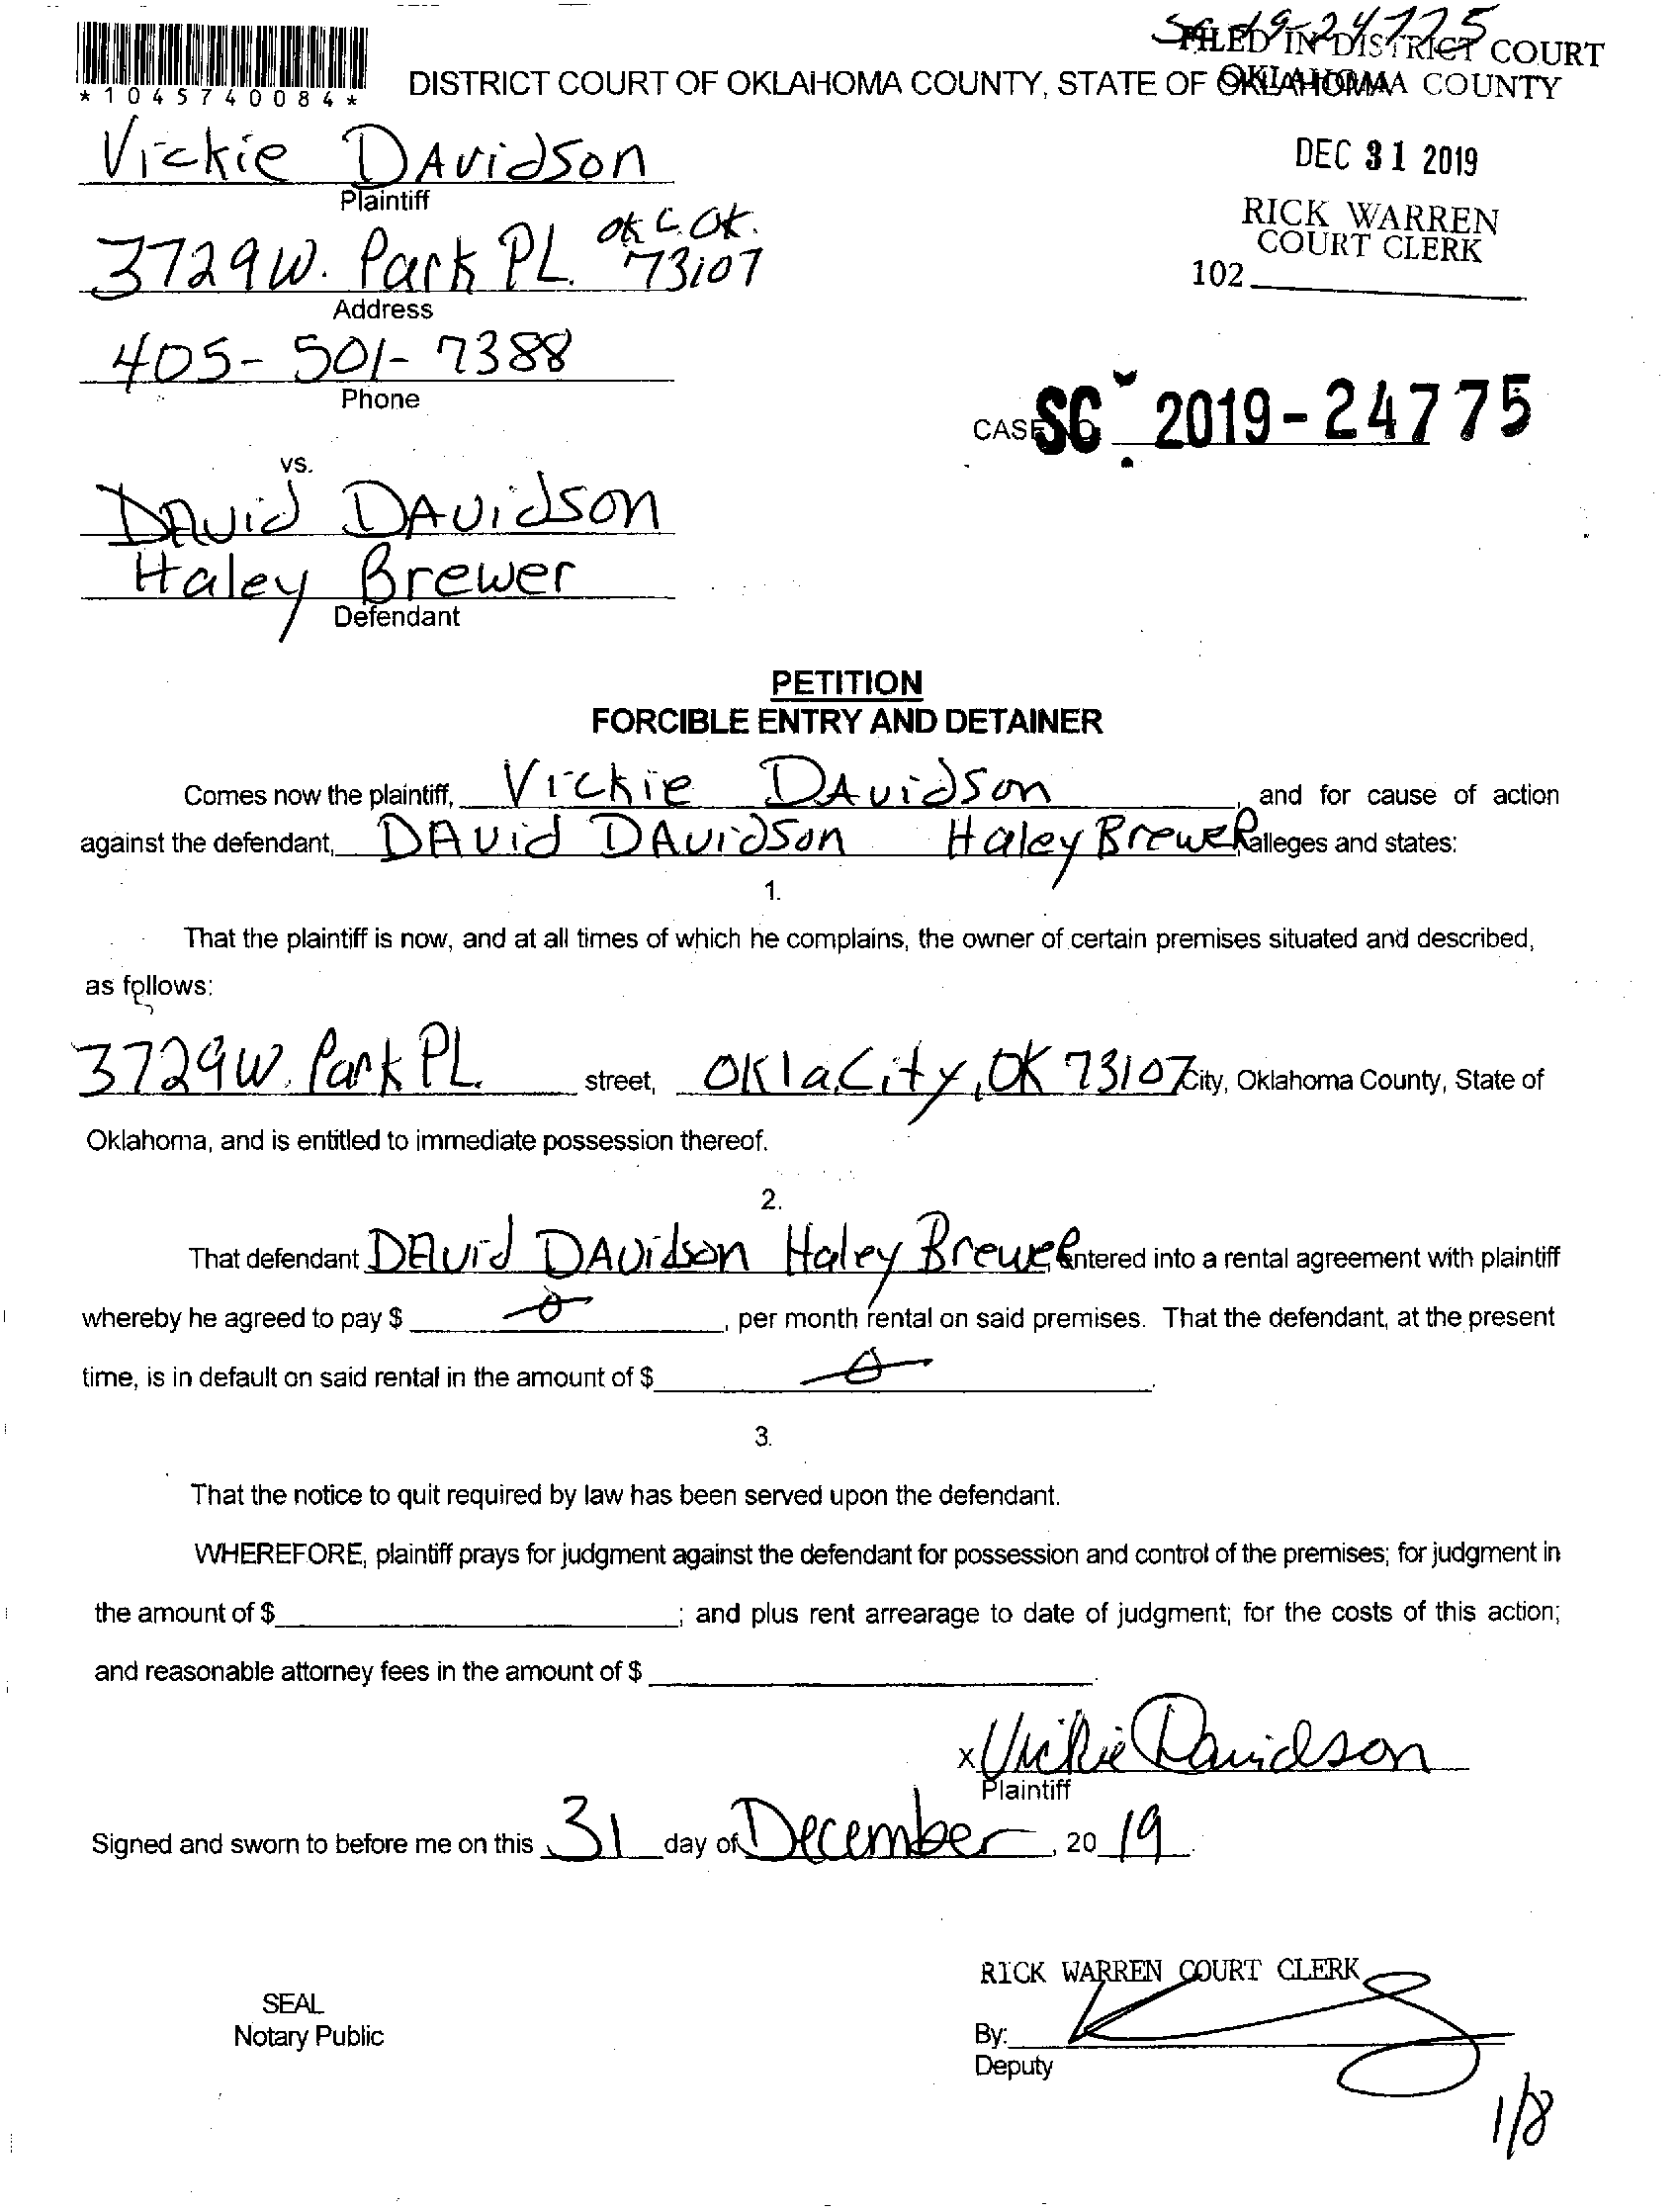 SC-19-24775
FILED IN DISTRICT COURT
OKLAHOMA COUNTY
*1045740084*
DISTRICT COURT OF OKLAHOMA COUNTY, STATE OF OKLAHOMA
Vickie DAvidson
Plaintiff
DEC 31 2019
RICK WARREN
COURT CLERK
102
3729 W. Park PL. OK C. OK. 73107
Address
405-501-7388
Phone
CASE NO. SC 2019-24775
vs.
DAvid DAvidson
Haley Brewer
Defendant
PETITION
FORCIBLE ENTRY AND DETAINER
Comes now the plaintiff, Vickie DAvidson, and for cause of action
against the defendant, DAvid DAvidson Haley BreweR alleges and states:
1.
That the plaintiff is now, and at all times of which he complains, the owner of certain premises situated and described,
as follows:
3729 W. Park PL. street, Okla City, OK 73107 City, Oklahoma County, State of
Oklahoma, and is entitled to immediate possession thereof.
2.
That defendant DAvid DAvidson Haley BreweR entered into a rental agreement with plaintiff
whereby he agreed to pay $ 0, per month rental on said premises. That the defendant, at the present
time, is in default on said rental in the amount of $ 0.
3.
That the notice to quit required by law has been served upon the defendant.
WHEREFORE, plaintiff prays for judgment against the defendant for possession and control of the premises; for judgment in
the amount of $ ; and plus rent arrearage to date of judgment; for the costs of this action;
and reasonable attorney fees in the amount of $ .
x Vickie Davidson
Plaintiff
Signed and sworn to before me on this 31 day of December, 20 19.
RICK WARREN COURT CLERK
SEAL
Notary Public
By:
Deputy
1/8